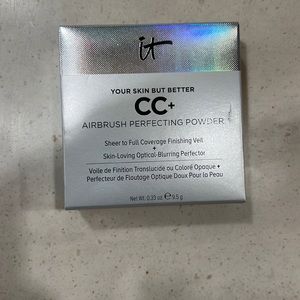 it
YOUR SKIN BUT BETTER
CC+
AIRBRUSH PERFECTING POWDER
Sheer to Full Coverage Finishing Veil
+
Skin-Loving Optical-Blurring Perfector
Voile de Finition Translucide ou Coloré Opaque +
Perfecteur de Floutage Optique Doux Pour la Peau
Net Wt. 0.33 oz ℮ 9.5 g